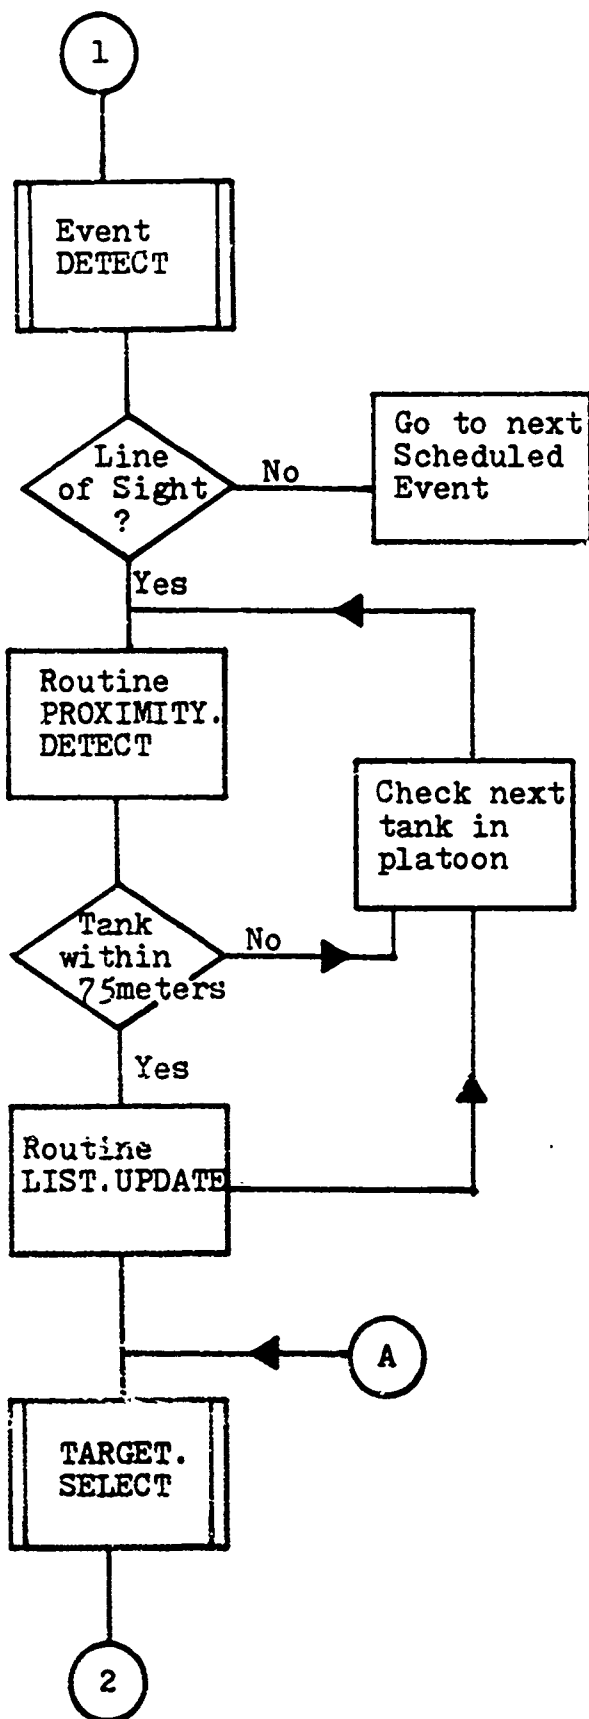 1
Event
DETECT
Line
of Sight
?
No
Go to next
Scheduled
Event
Yes
Routine
PROXIMITY.
DETECT
Check next
tank in
platoon
Tank
within
75meters
No
Yes
Routine
LIST.UPDATE
A
TARGET.
SELECT
2